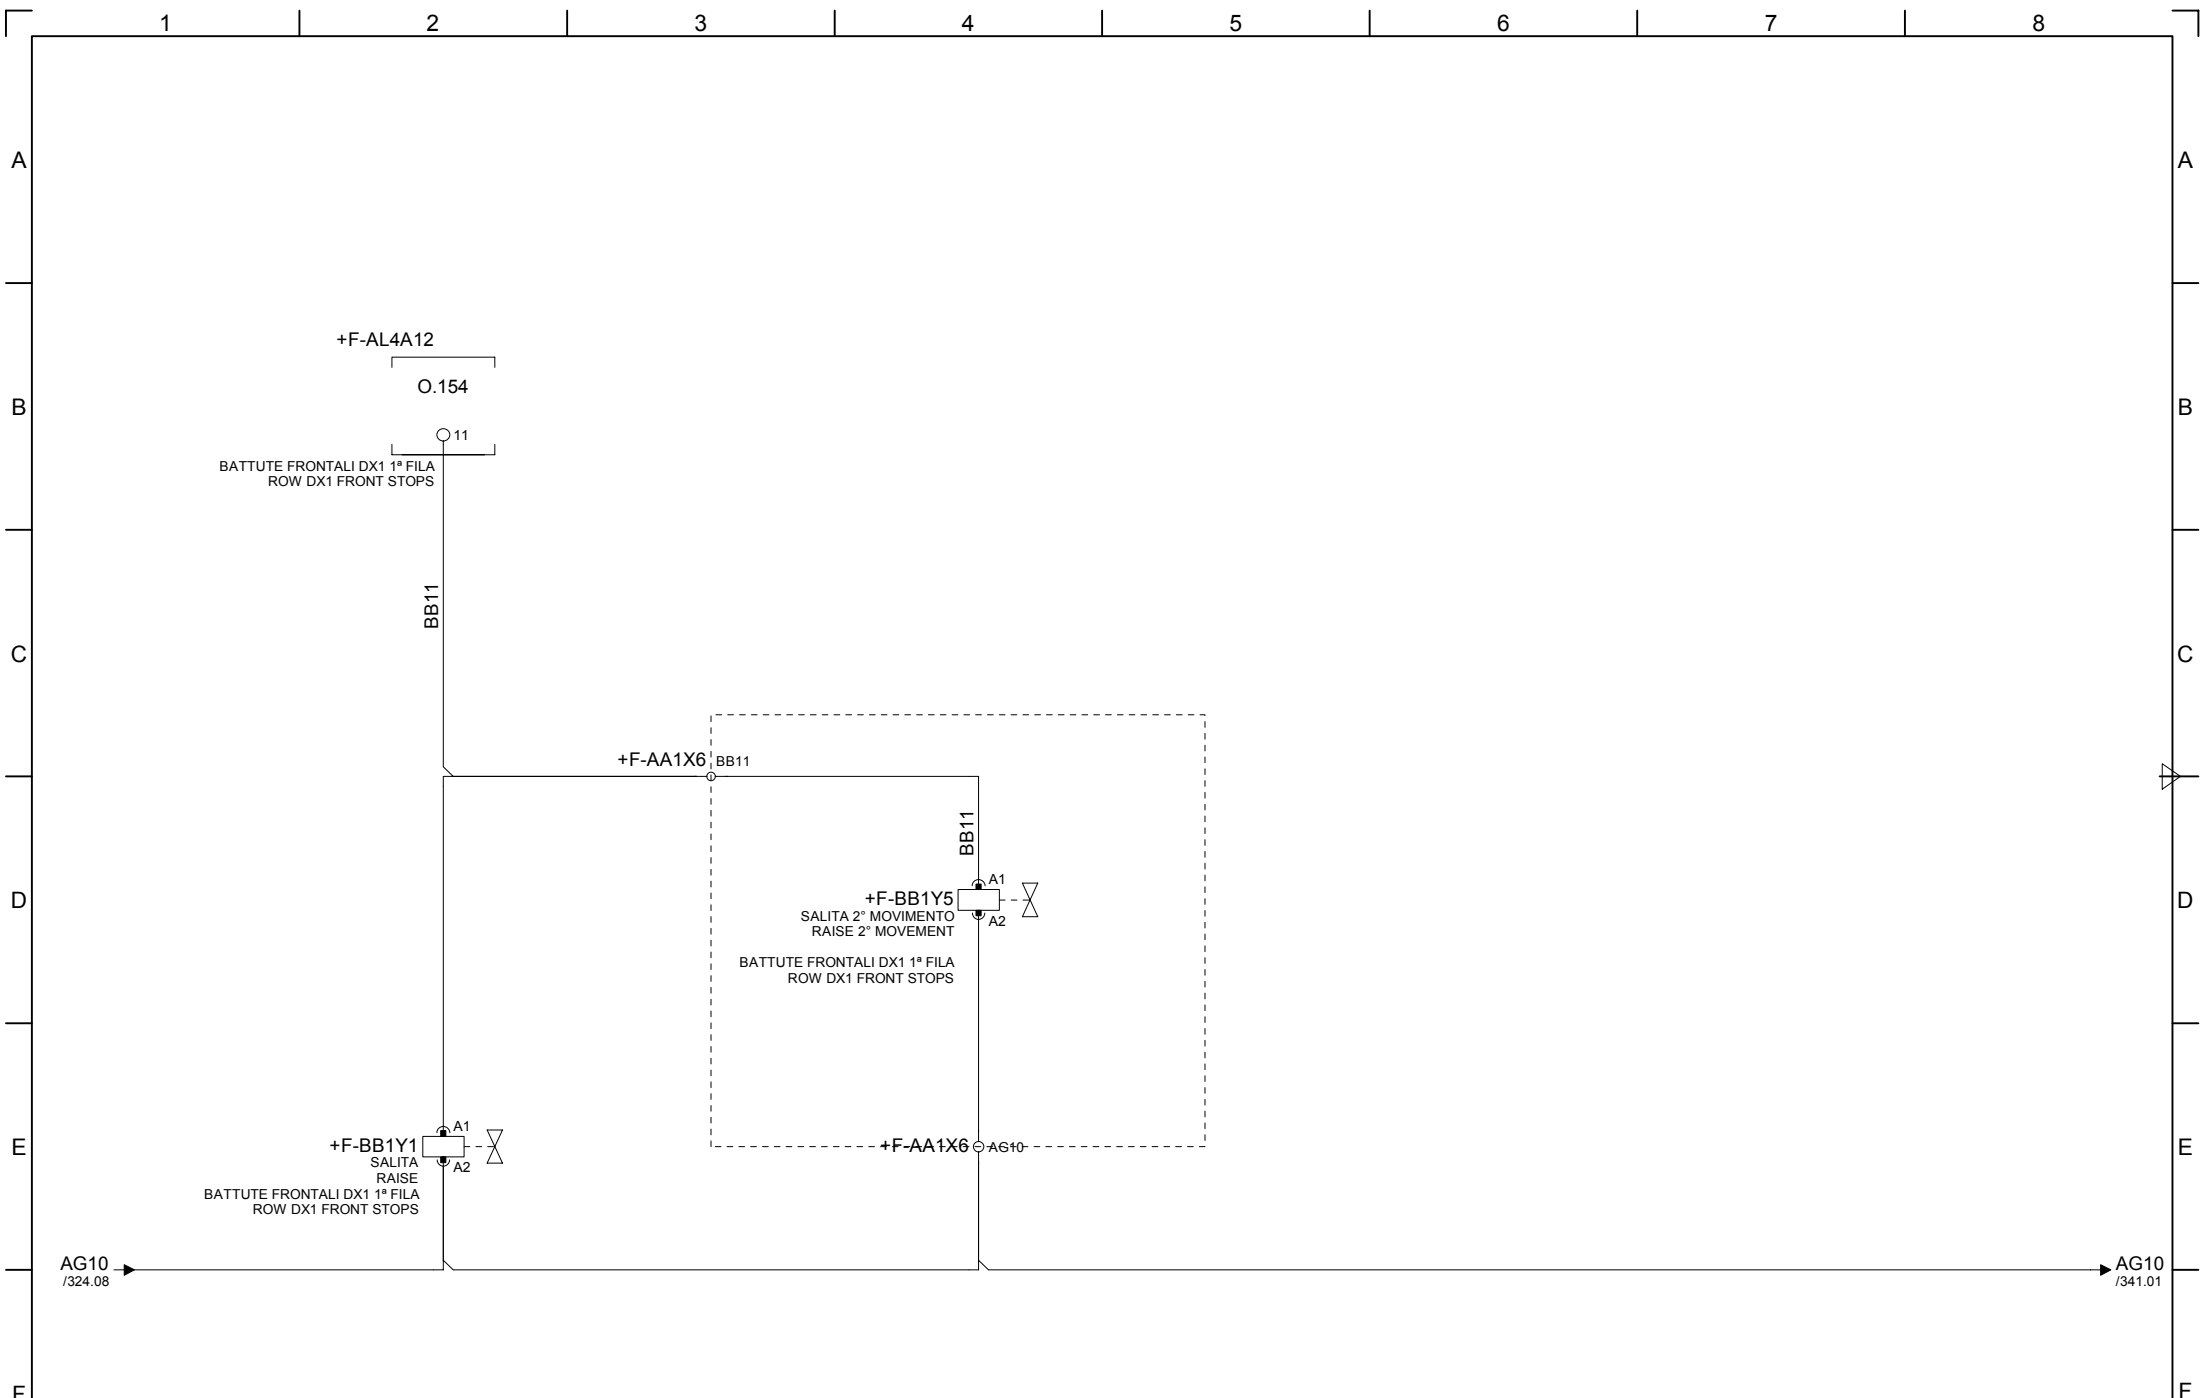 1 2 3 4 5 6 7 8
A A
+F-AL4A12
O.154
B B
11
BATTUTE FRONTALI DX1 1ª FILA
ROW DX1 FRONT STOPS
BB11
C C
+F-AA1X6 BB11
BB11
A1
D +F-BB1Y5 D
SALITA 2° MOVIMENTO A2
RAISE 2° MOVEMENT
BATTUTE FRONTALI DX1 1ª FILA
ROW DX1 FRONT STOPS
A1
E +F-BB1Y1 +F-AA1X6 AG10 E
SALITA A2
RAISE
BATTUTE FRONTALI DX1 1ª FILA
ROW DX1 FRONT STOPS
AG10 AG10
/324.08 /341.01
F F